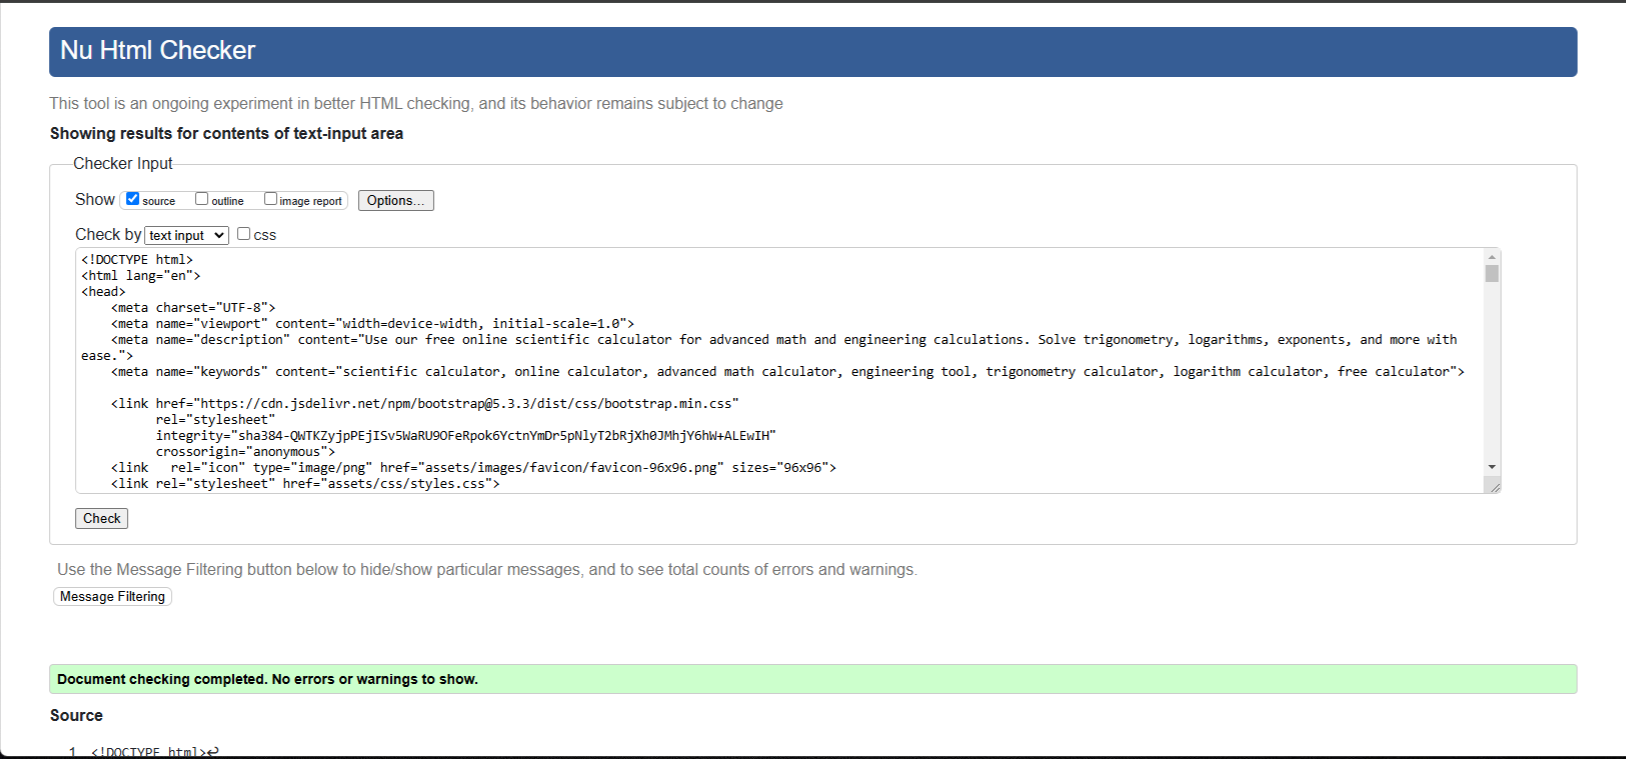 Nu Html Checker
This tool is an ongoing experiment in better HTML checking, and its behavior remains subject to change
Showing results for contents of text-input area
Checker Input
Show source outline image report Options...
Check by text input css
<!DOCTYPE html>
<html lang="en">
<head>
    <meta charset="UTF-8">
    <meta name="viewport" content="width=device-width, initial-scale=1.0">
    <meta name="description" content="Use our free online scientific calculator for advanced math and engineering calculations. Solve trigonometry, logarithms, exponents, and more with
ease.">
    <meta name="keywords" content="scientific calculator, online calculator, advanced math calculator, engineering tool, trigonometry calculator, logarithm calculator, free calculator">
    <link href="https://cdn.jsdelivr.net/npm/bootstrap@5.3.3/dist/css/bootstrap.min.css"
          rel="stylesheet"
          integrity="sha384-QWTKZyjpPEjISv5WaRU9OFeRpok6YctnYmDr5pNlyT2bRjXh0JMhjY6hW+ALEwIH"
          crossorigin="anonymous">
    <link   rel="icon" type="image/png" href="assets/images/favicon/favicon-96x96.png" sizes="96x96">
    <link rel="stylesheet" href="assets/css/styles.css">
Check
Use the Message Filtering button below to hide/show particular messages, and to see total counts of errors and warnings.
Message Filtering
Document checking completed. No errors or warnings to show.
Source
1. <!DOCTYPE html>↩